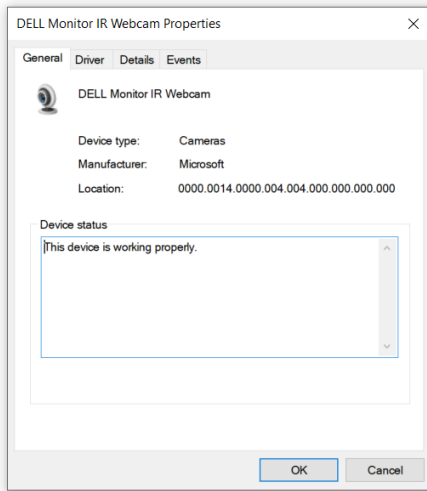 DELL Monitor IR Webcam Properties
General Driver Details Events
DELL Monitor IR Webcam
Device type: Cameras
Manufacturer: Microsoft
Location: 0000.0014.0000.004.004.000.000.000.000
Device status
This device is working properly.
OK Cancel